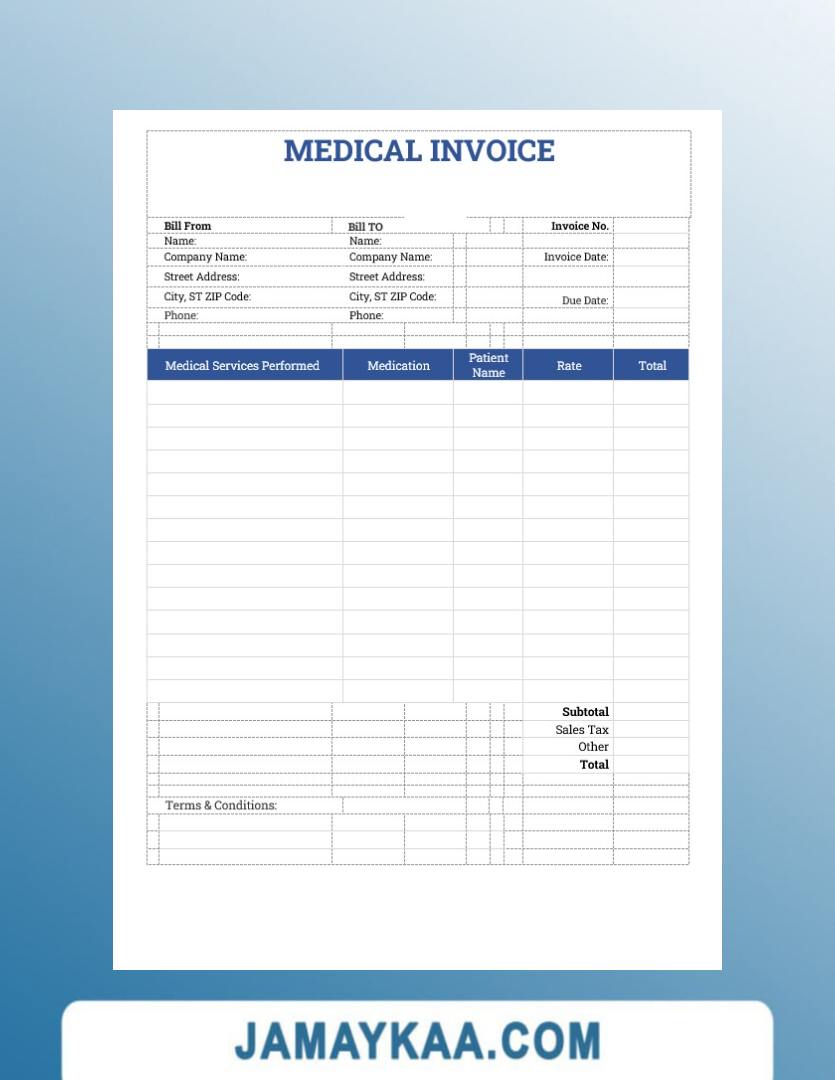 MEDICAL INVOICE
Bill From Bill TO Invoice No.
Name: Name:
Company Name: Company Name: Invoice Date:
Street Address: Street Address:
City, ST ZIP Code: City, ST ZIP Code: Due Date:
Phone: Phone:
Medical Services Performed Medication Patient Name Rate Total
Subtotal
Sales Tax
Other
Total
Terms & Conditions:
JAMAYKAA.COM